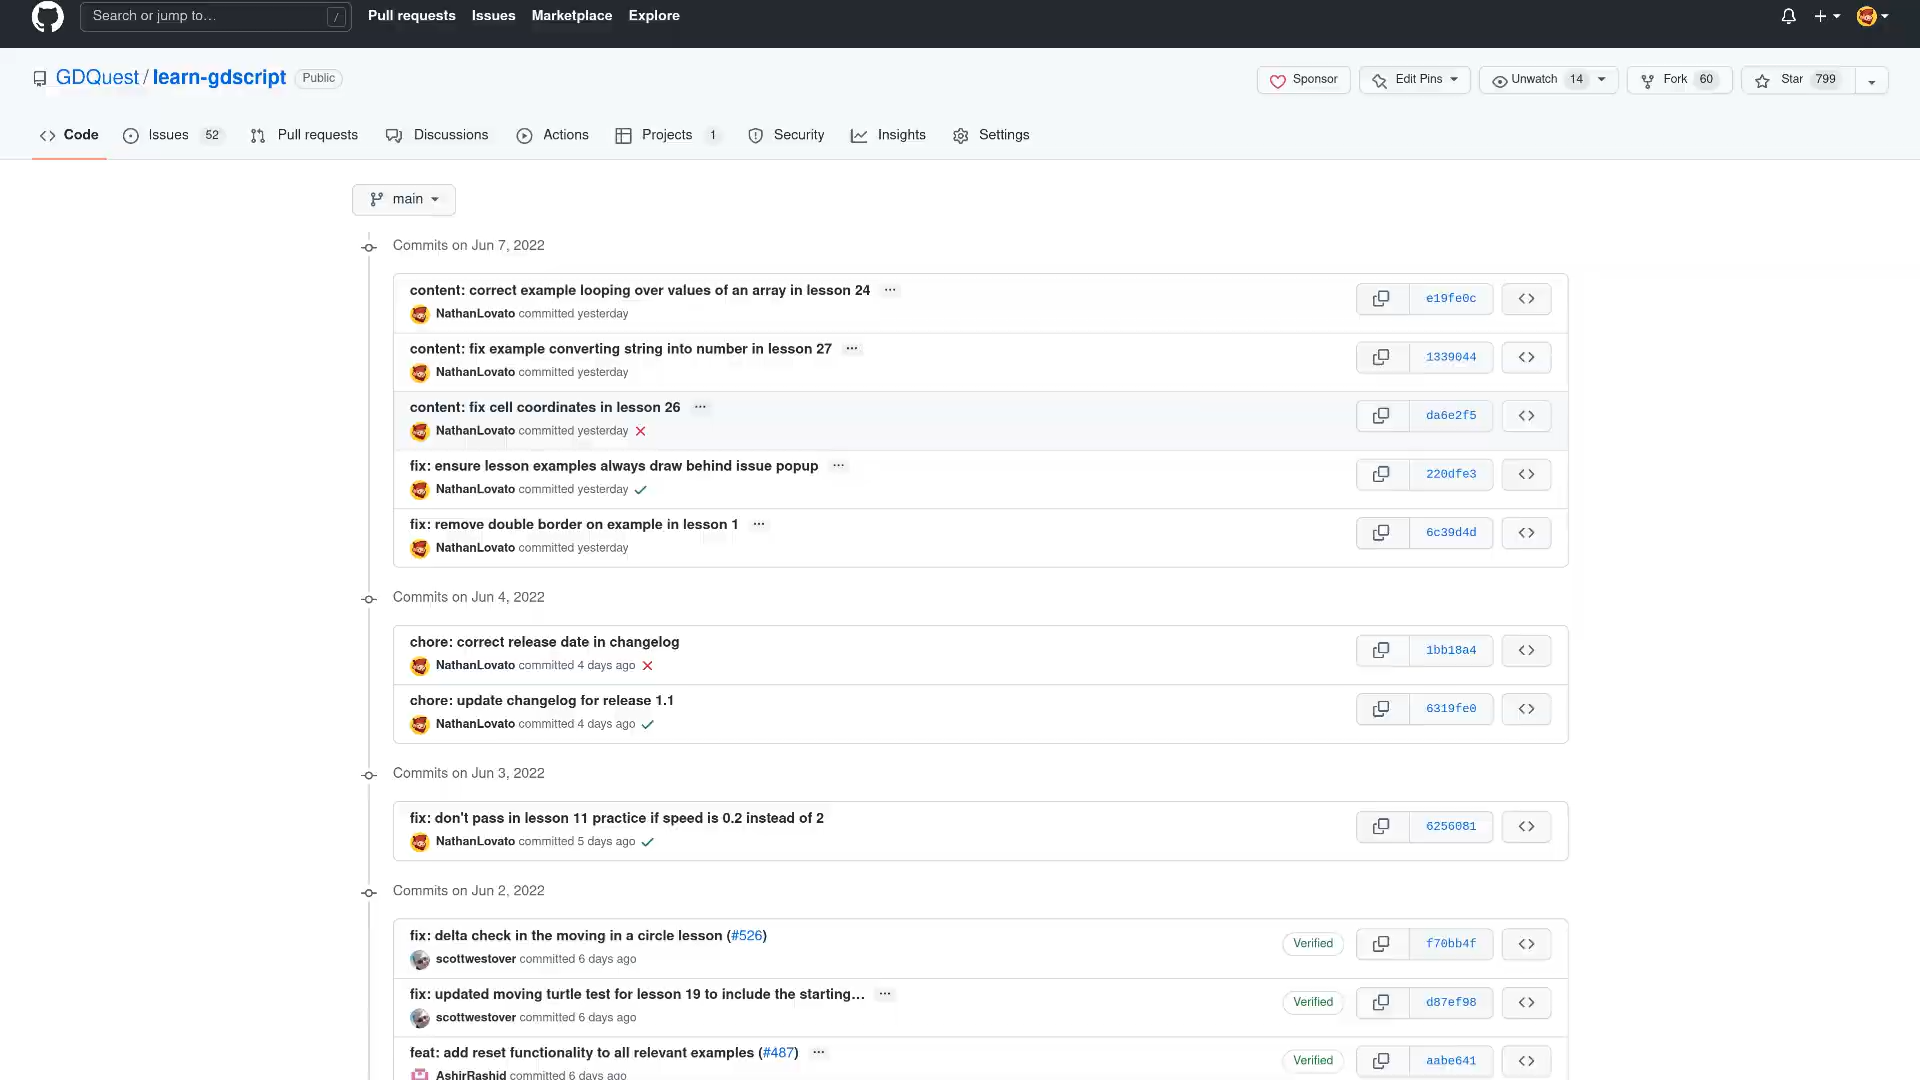 Search or jump to… /
Pull requests Issues Marketplace Explore
GDQuest / learn-gdscript Public
Sponsor Edit Pins Unwatch 14 Fork 60 Star 799
Code Issues 52 Pull requests Discussions Actions Projects 1 Security Insights Settings
main
Commits on Jun 7, 2022
content: correct example looping over values of an array in lesson 24 …
NathanLovato committed yesterday
e19fe0c
content: fix example converting string into number in lesson 27 …
NathanLovato committed yesterday
1339044
content: fix cell coordinates in lesson 26 …
NathanLovato committed yesterday
da6e2f5
fix: ensure lesson examples always draw behind issue popup …
NathanLovato committed yesterday
220dfe3
fix: remove double border on example in lesson 1 …
NathanLovato committed yesterday
6c39d4d
Commits on Jun 4, 2022
chore: correct release date in changelog
NathanLovato committed 4 days ago
1bb18a4
chore: update changelog for release 1.1
NathanLovato committed 4 days ago
6319fe0
Commits on Jun 3, 2022
fix: don't pass in lesson 11 practice if speed is 0.2 instead of 2
NathanLovato committed 5 days ago
6256081
Commits on Jun 2, 2022
fix: delta check in the moving in a circle lesson (#526)
scottwestover committed 6 days ago
Verified f70bb4f
fix: updated moving turtle test for lesson 19 to include the starting… …
scottwestover committed 6 days ago
Verified d87ef98
feat: add reset functionality to all relevant examples (#487) …
AshirRashid committed 6 days ago
Verified aabe641